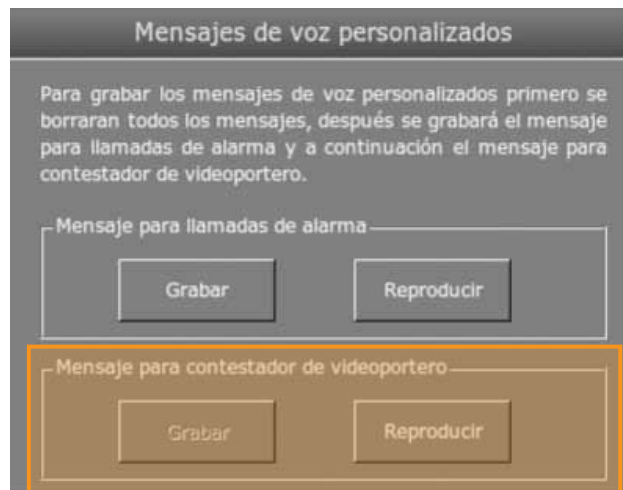 Mensajes de voz personalizados
Para grabar los mensajes de voz personalizados primero se
borraran todos los mensajes, después se grabará el mensaje
para llamadas de alarma y a continuación el mensaje para
contestador de videoportero.
Mensaje para llamadas de alarma
Grabar Reproducir
Mensaje para contestador de videoportero
Grabar Reproducir